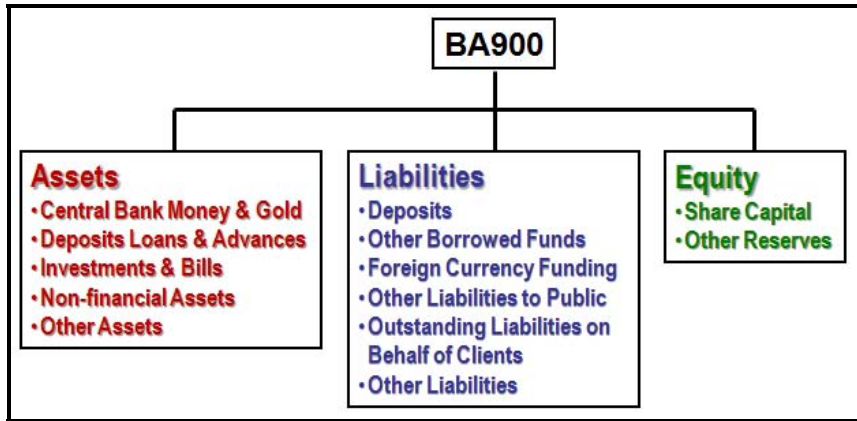 BA900
Assets
•Central Bank Money & Gold
•Deposits Loans & Advances
•Investments & Bills
•Non-financial Assets
•Other Assets
Liabilities
•Deposits
•Other Borrowed Funds
•Foreign Currency Funding
•Other Liabilities to Public
•Outstanding Liabilities on
Behalf of Clients
•Other Liabilities
Equity
•Share Capital
•Other Reserves